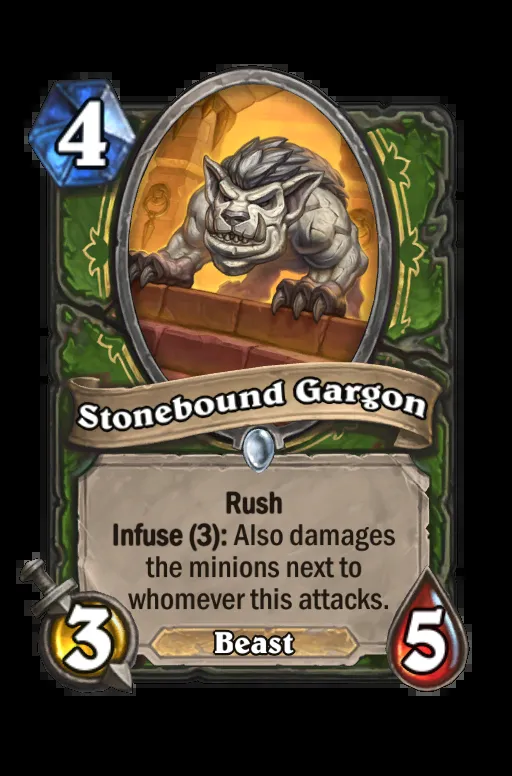 4
Stonebound Gargon
Rush
Infuse (3): Also damages
the minions next to
whomever this attacks.
3
Beast
5